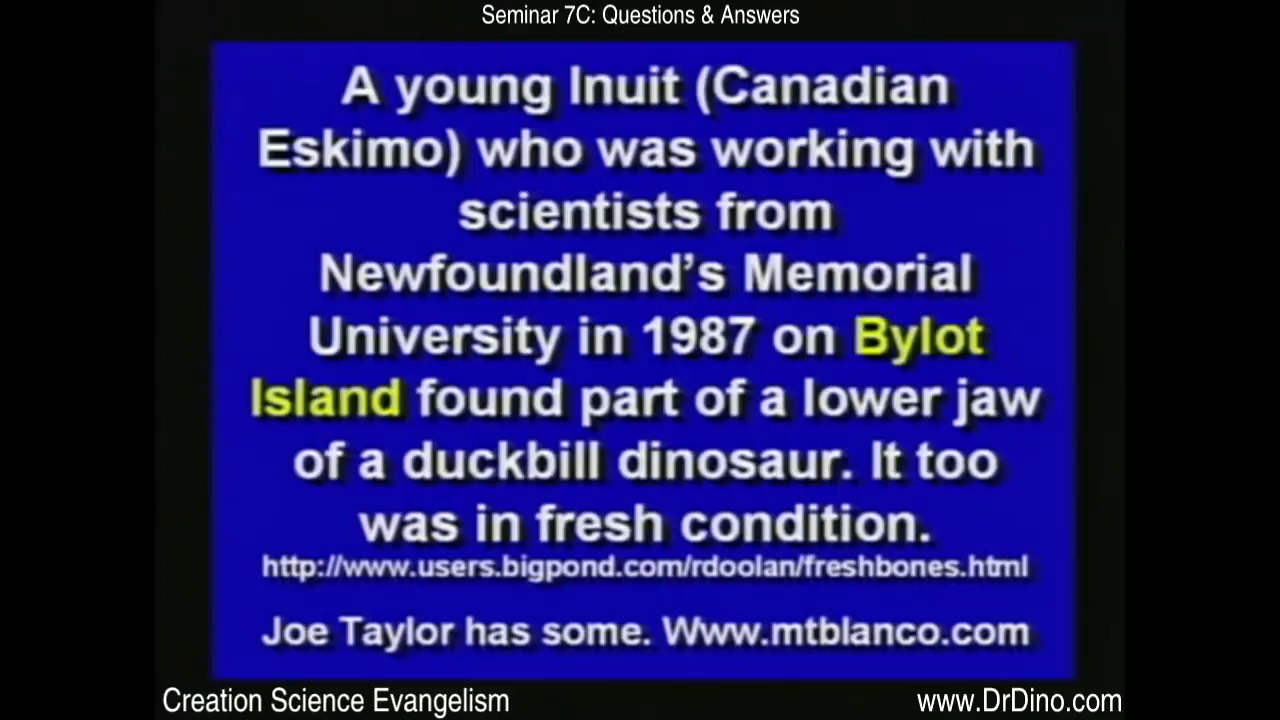 Seminar 7C: Questions & Answers
A young Inuit (Canadian
Eskimo) who was working with
scientists from
Newfoundland's Memorial
University in 1987 on Bylot
Island found part of a lower jaw
of a duckbill dinosaur. It too
was in fresh condition.
http://www.users.bigpond.com/rdoolan/freshbones.html
Joe Taylor has some. Www.mtblanco.com
Creation Science Evangelism
www.DrDino.com